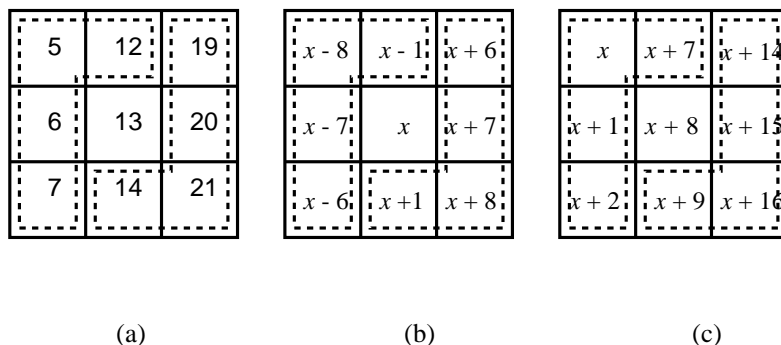 5 12 19 x - 8 x - 1 x + 6 x x + 7 x + 14
6 13 20 x - 7 x x + 7 x + 1 x + 8 x + 15
7 14 21 x - 6 x +1 x + 8 x + 2 x + 9 x + 16
(a) (b) (c)